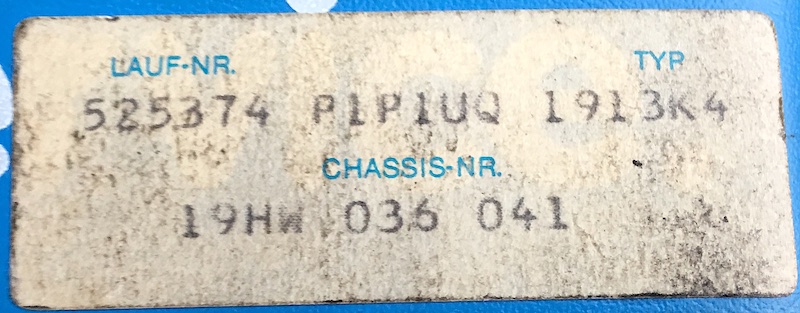 LAUF-NR. TYP
525374 P1P1UQ 1913K4
CHASSIS-NR.
19HW 036 041